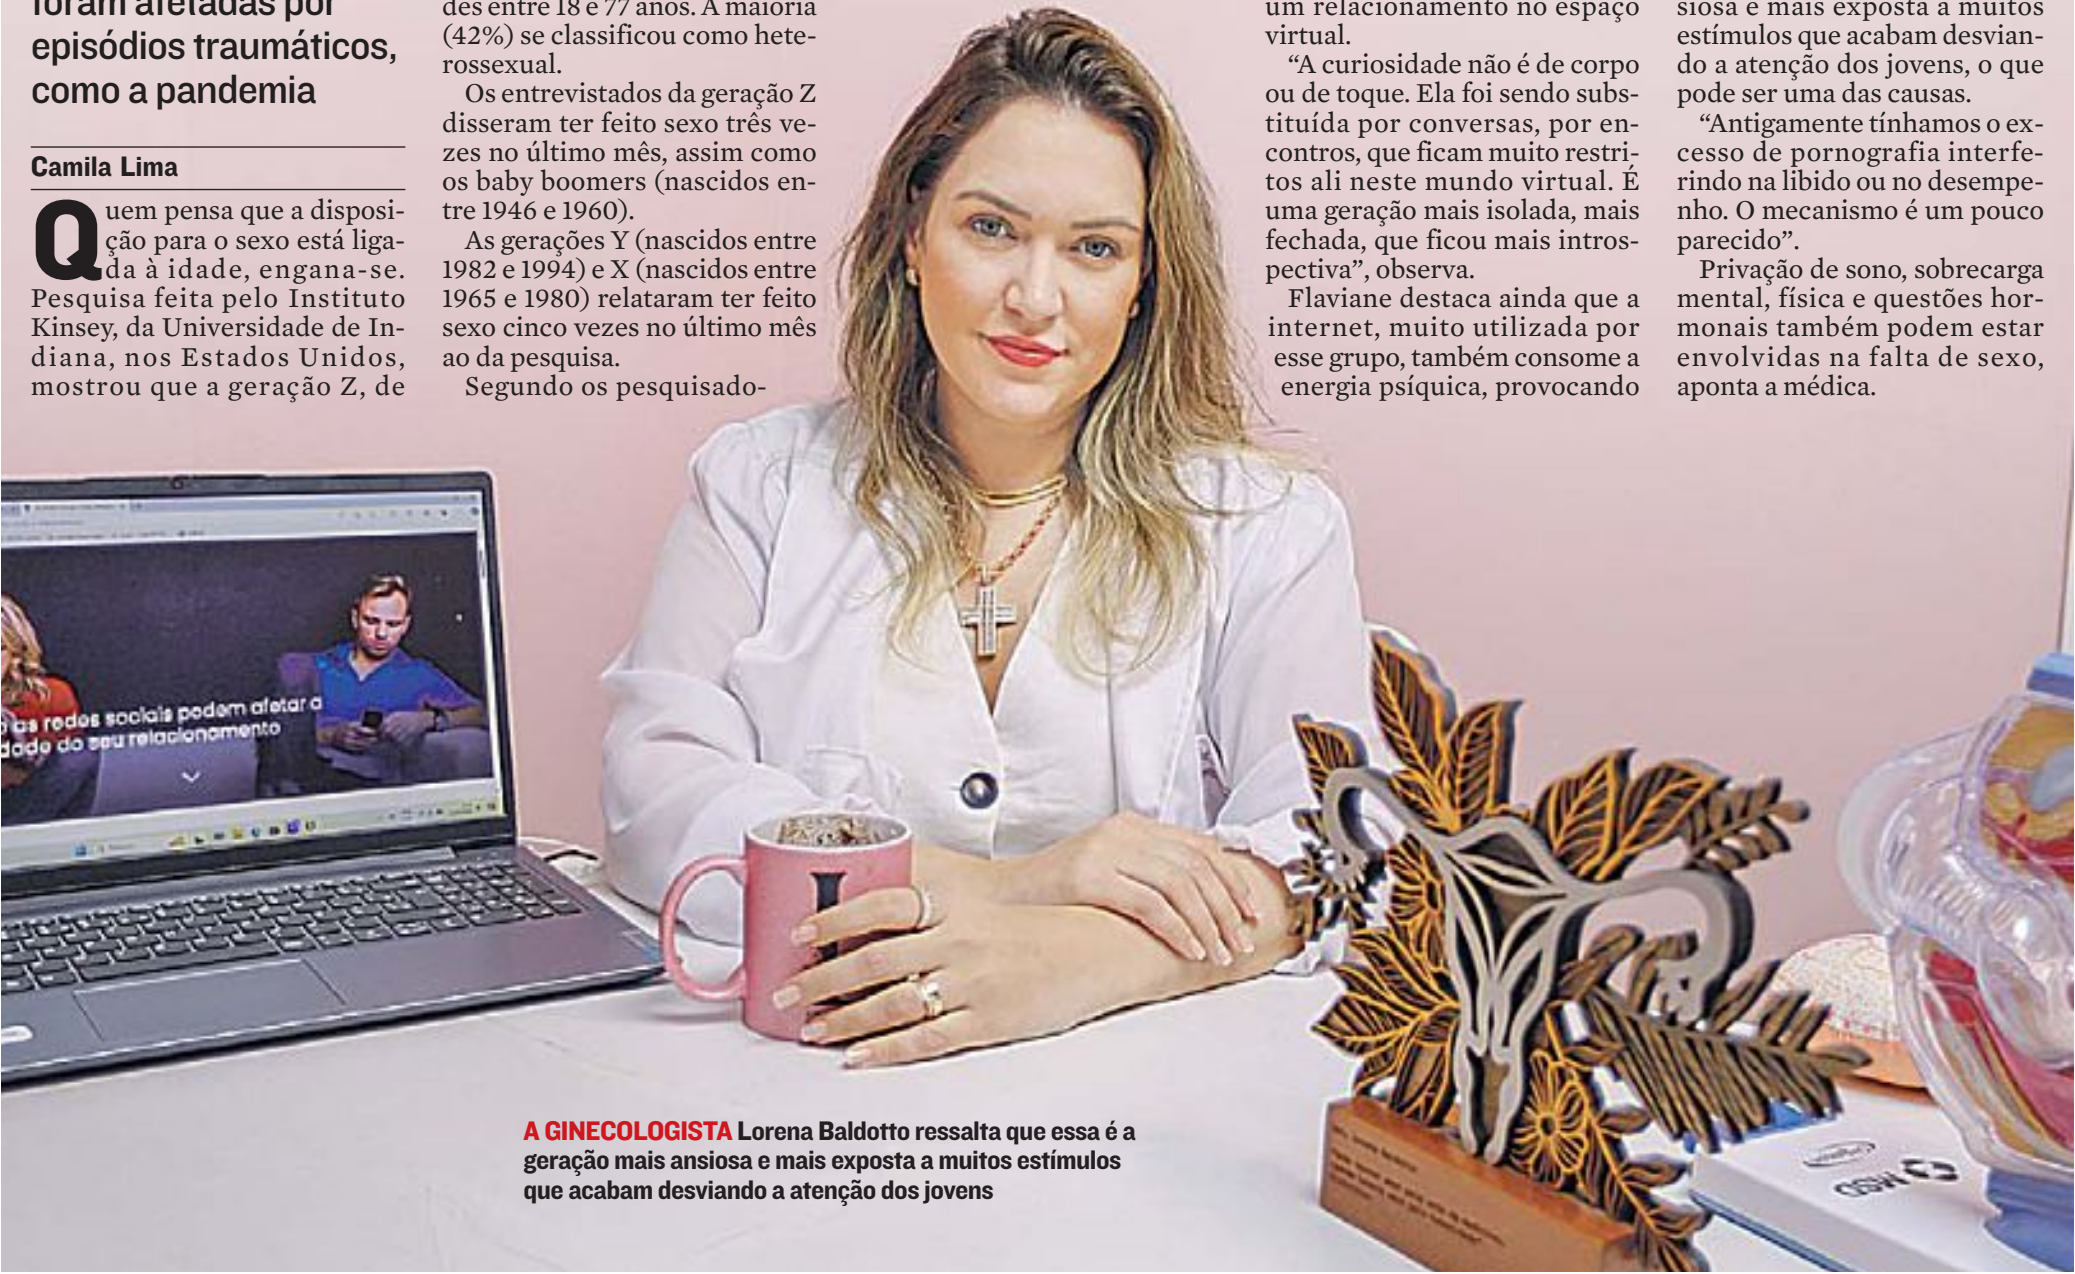 foram afetadas por
episódios traumáticos,
como a pandemia
Camila Lima
Quem pensa que a disposi-
ção para o sexo está liga-
da à idade, engana-se.
Pesquisa feita pelo Instituto
Kinsey, da Universidade de In-
diana, nos Estados Unidos,
mostrou que a geração Z, de
des entre 18 e 77 anos. A maioria
(42%) se classificou como hete-
rossexual.
Os entrevistados da geração Z
disseram ter feito sexo três ve-
zes no último mês, assim como
os baby boomers (nascidos en-
tre 1946 e 1960).
As gerações Y (nascidos entre
1982 e 1994) e X (nascidos entre
1965 e 1980) relataram ter feito
sexo cinco vezes no último mês
ao da pesquisa.
Segundo os pesquisado-
um relacionamento no espaço
virtual.
“A curiosidade não é de corpo
ou de toque. Ela foi sendo subs-
tituída por conversas, por en-
contros, que ficam muito restri-
tos ali neste mundo virtual. É
uma geração mais isolada, mais
fechada, que ficou mais intros-
pectiva”, observa.
Flaviane destaca ainda que a
internet, muito utilizada por
esse grupo, também consome a
energia psíquica, provocando
siosa e mais exposta a muitos
estímulos que acabam desvian-
do a atenção dos jovens, o que
pode ser uma das causas.
“Antigamente tínhamos o ex-
cesso de pornografia interfe-
rindo na libido ou no desempe-
nho. O mecanismo é um pouco
parecido”.
Privação de sono, sobrecarga
mental, física e questões hor-
monais também podem estar
envolvidas na falta de sexo,
aponta a médica.
as redes sociais podem afetar a
dade do seu relacionamento
L
MSD
A GINECOLOGISTA Lorena Baldotto ressalta que essa é a
geração mais ansiosa e mais exposta a muitos estímulos
que acabam desviando a atenção dos jovens